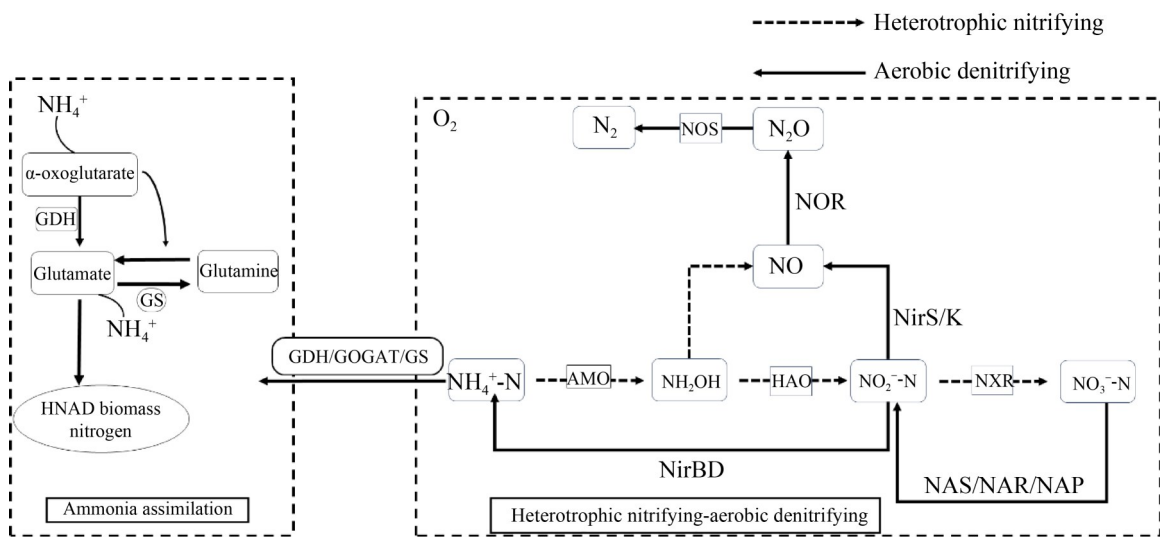 Heterotrophic nitrifying
Aerobic denitrifying
NH₄⁺
α-oxoglutarate
GDH
Glutamate
Glutamine
GS
NH₄⁺
HNAD biomass
nitrogen
Ammonia assimilation
O₂
N₂
NOS
N₂O
NOR
NO
NirS/K
GDH/GOGAT/GS
NH₄⁺-N
AMO
NH₂OH
HAO
NO₂⁻-N
NXR
NO₃⁻-N
NirBD
NAS/NAR/NAP
Heterotrophic nitrifying-aerobic denitrifying